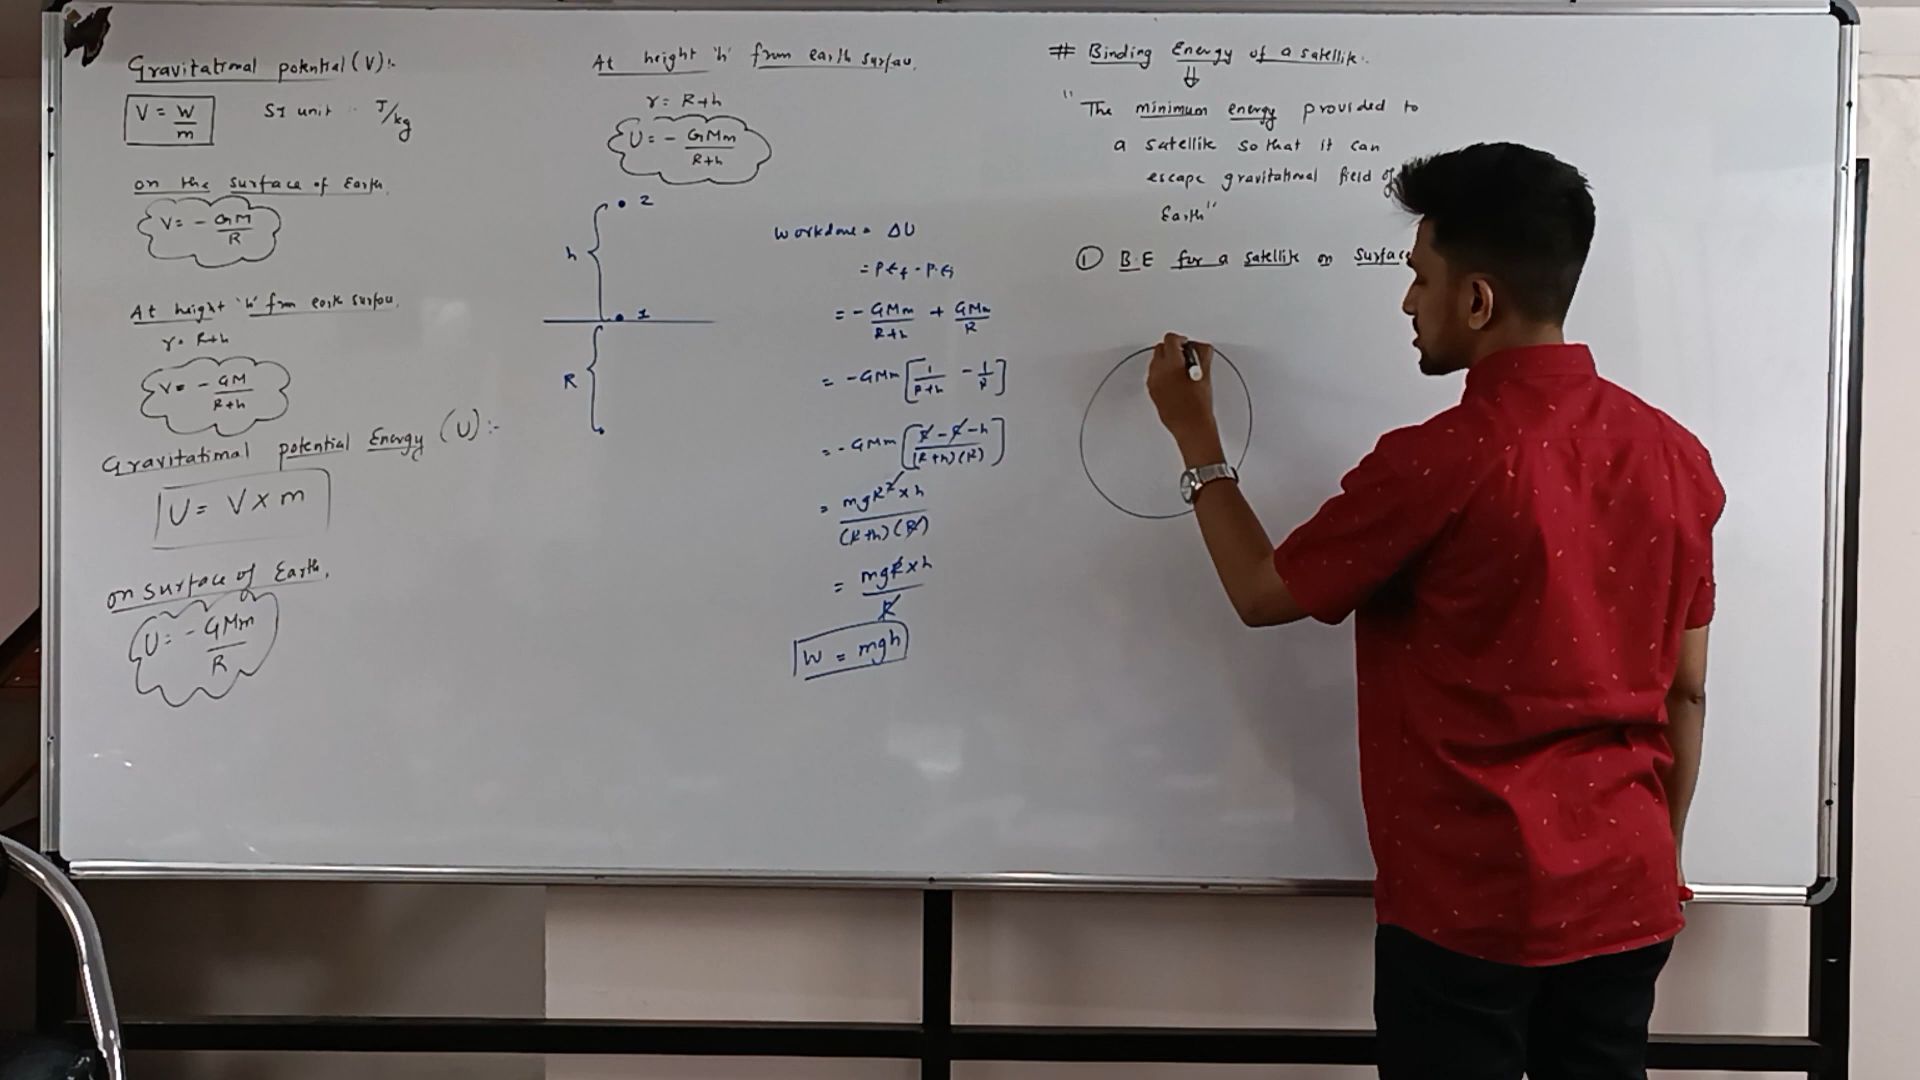 Gravitational potential (V):-
V = W/m SI unit J/kg
on the surface of Earth.
V = - GM/R
At height 'h' from earth surface.
r = R+h
V = - GM/R+h
Gravitational potential Energy (U) :-
U = V x m
on surface of Earth.
U = - GMm/R
At height 'h' from earth surface.
r = R+h
U = - GMm/R+h
2
h
1
R
Workdone = ΔU
= P.Ef - P.Ei
= - GMm/R+h + GMm/R
= - GMm [1/R+h - 1/R]
= - GMm [R - R - h/(R+h)(R)]
= mgR² x h/(R+h)(R)
= mgR x h/R
W = mgh
# Binding Energy of a satellite.
⇓
"The minimum energy provided to
a satellite so that it can
escape gravitational field of
Earth"
① B.E for a satellite on surface